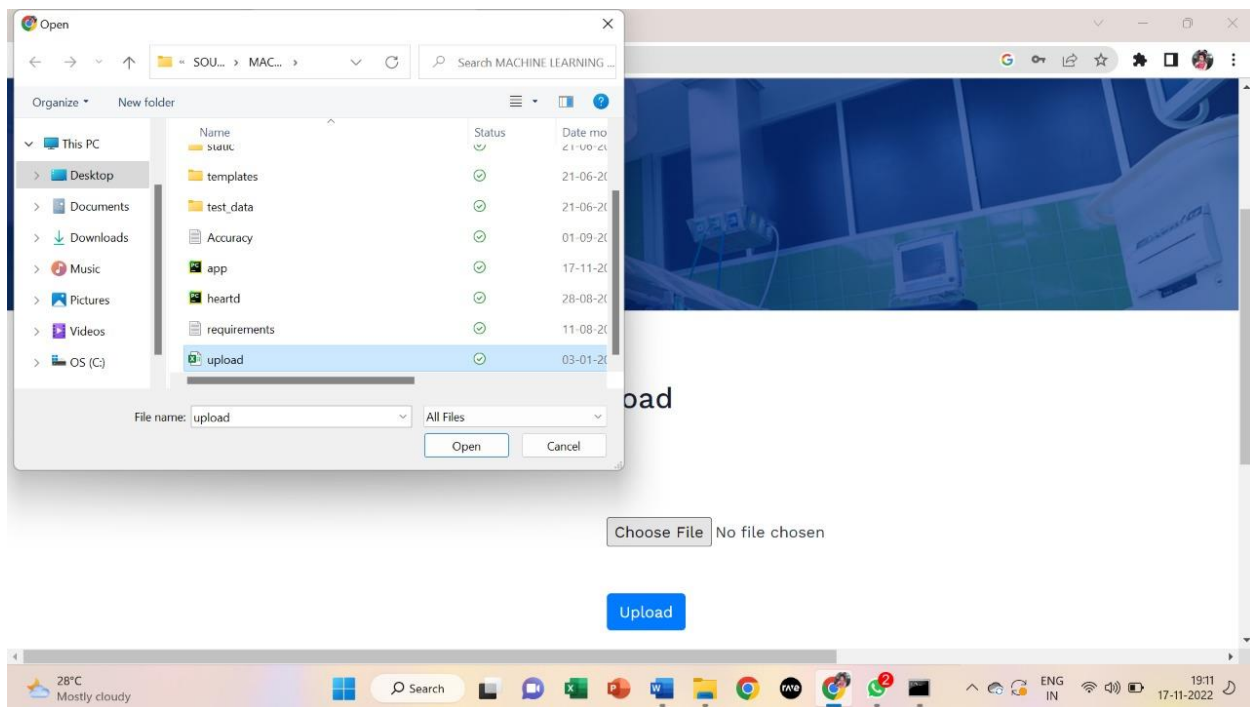 Open
SOU... > MAC... >
Search MACHINE LEARNING ...
Organize
New folder
Name Status Date mo
This PC
static 21-06-20
Desktop
templates 21-06-20
Documents
test_data 21-06-20
Downloads
Accuracy 01-09-20
Music
app 17-11-20
Pictures
heartd 28-08-20
Videos
requirements 11-08-20
OS (C:)
upload 03-01-20
File name: upload All Files
Open Cancel
oad
Choose File No file chosen
Upload
28°C
Mostly cloudy
Search
2
ENG
IN
19:11
17-11-2022